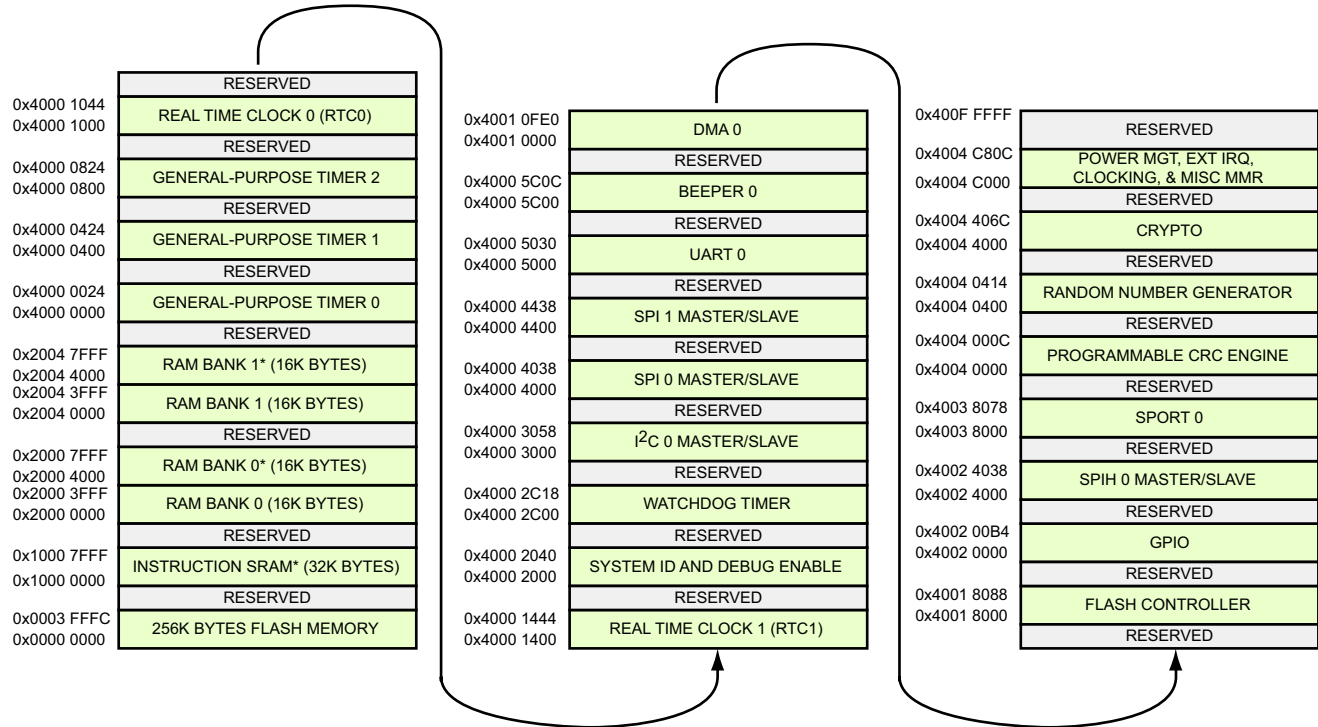 RESERVED
0x4000 1044
REAL TIME CLOCK 0 (RTC0)
0x4000 1000
RESERVED
0x4000 0824
GENERAL-PURPOSE TIMER 2
0x4000 0800
RESERVED
0x4000 0424
GENERAL-PURPOSE TIMER 1
0x4000 0400
RESERVED
0x4000 0024
GENERAL-PURPOSE TIMER 0
0x4000 0000
RESERVED
0x2004 7FFF
RAM BANK 1* (16K BYTES)
0x2004 4000
0x2004 3FFF
RAM BANK 1 (16K BYTES)
0x2004 0000
RESERVED
0x2000 7FFF
RAM BANK 0* (16K BYTES)
0x2000 4000
0x2000 3FFF
RAM BANK 0 (16K BYTES)
0x2000 0000
RESERVED
0x1000 7FFF
INSTRUCTION SRAM* (32K BYTES)
0x1000 0000
RESERVED
0x0003 FFFC
256K BYTES FLASH MEMORY
0x0000 0000
0x4001 0FE0
DMA 0
0x4001 0000
RESERVED
0x4000 5C0C
BEEPER 0
0x4000 5C00
RESERVED
0x4000 5030
UART 0
0x4000 5000
RESERVED
0x4000 4438
SPI 1 MASTER/SLAVE
0x4000 4400
RESERVED
0x4000 4038
SPI 0 MASTER/SLAVE
0x4000 4000
RESERVED
0x4000 3058
I2C 0 MASTER/SLAVE
0x4000 3000
RESERVED
0x4000 2C18
WATCHDOG TIMER
0x4000 2C00
RESERVED
0x4000 2040
SYSTEM ID AND DEBUG ENABLE
0x4000 2000
RESERVED
0x4000 1444
REAL TIME CLOCK 1 (RTC1)
0x4000 1400
0x400F FFFF
RESERVED
0x4004 C80C
POWER MGT, EXT IRQ,
CLOCKING, & MISC MMR
0x4004 C000
RESERVED
0x4004 406C
CRYPTO
0x4004 4000
RESERVED
0x4004 0414
RANDOM NUMBER GENERATOR
0x4004 0400
RESERVED
0x4004 000C
PROGRAMMABLE CRC ENGINE
0x4004 0000
RESERVED
0x4003 8078
SPORT 0
0x4003 8000
RESERVED
0x4002 4038
SPIH 0 MASTER/SLAVE
0x4002 4000
RESERVED
0x4002 00B4
GPIO
0x4002 0000
RESERVED
0x4001 8088
FLASH CONTROLLER
0x4001 8000
RESERVED